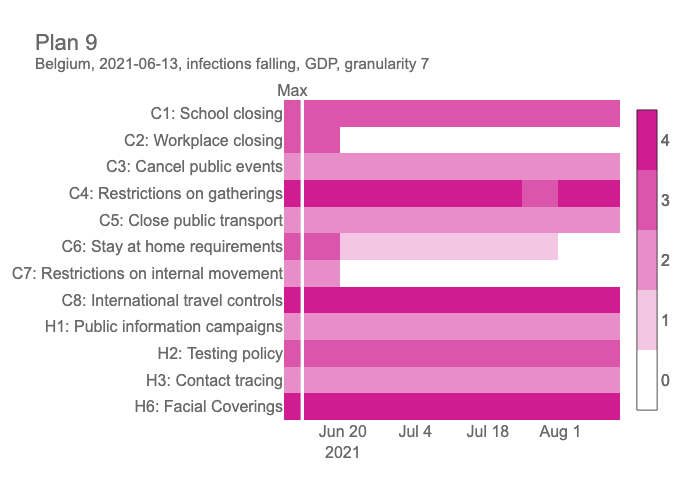 Plan 9
Belgium, 2021-06-13, infections falling, GDP, granularity 7
Max
C1: School closing
C2: Workplace closing
C3: Cancel public events
C4: Restrictions on gatherings
C5: Close public transport
C6: Stay at home requirements
C7: Restrictions on internal movement
C8: International travel controls
H1: Public information campaigns
H2: Testing policy
H3: Contact tracing
H6: Facial Coverings
Jun 20 Jul 4 Jul 18 Aug 1
2021
4
3
2
1
0